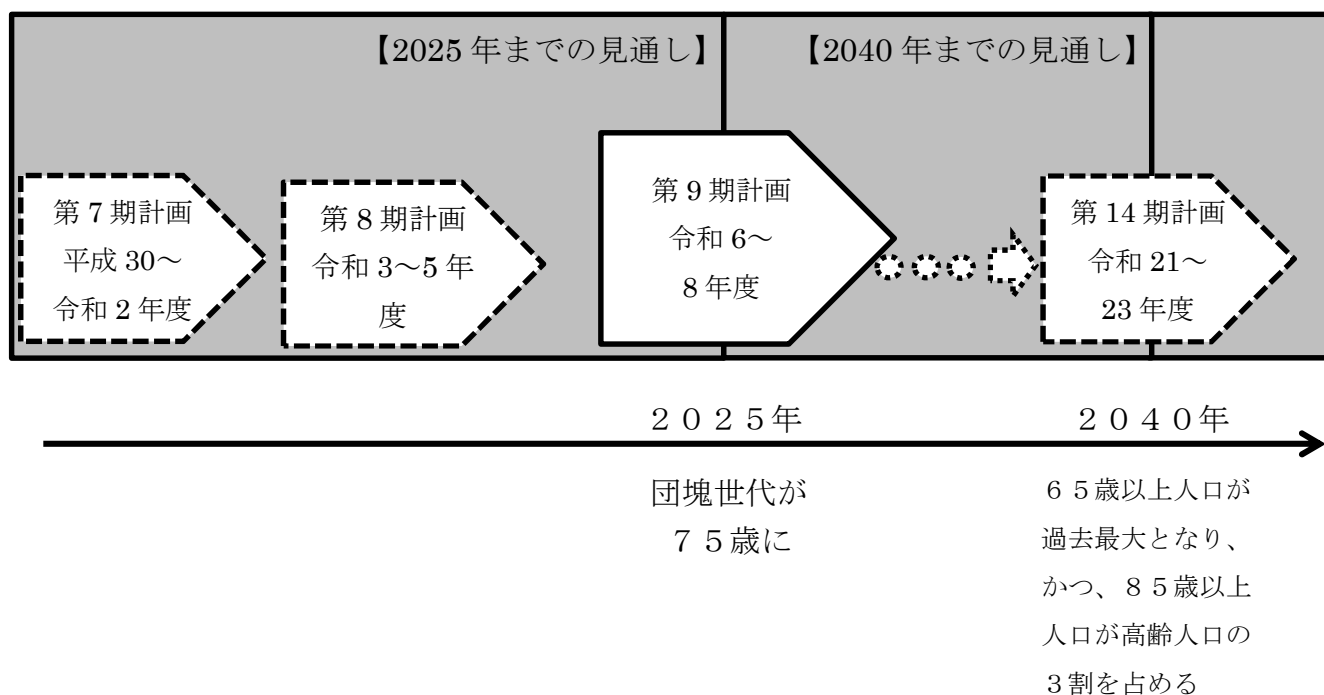 【2025年までの見通し】
【2040年までの見通し】
第7期計画
平成30～
令和2年度
第8期計画
令和3～5年
度
第9期計画
令和6～
8年度
第14期計画
令和21～
23年度
２０２５年
２０４０年
団塊世代が
７５歳に
６５歳以上人口が
過去最大となり、
かつ、８５歳以上
人口が高齢人口の
３割を占める